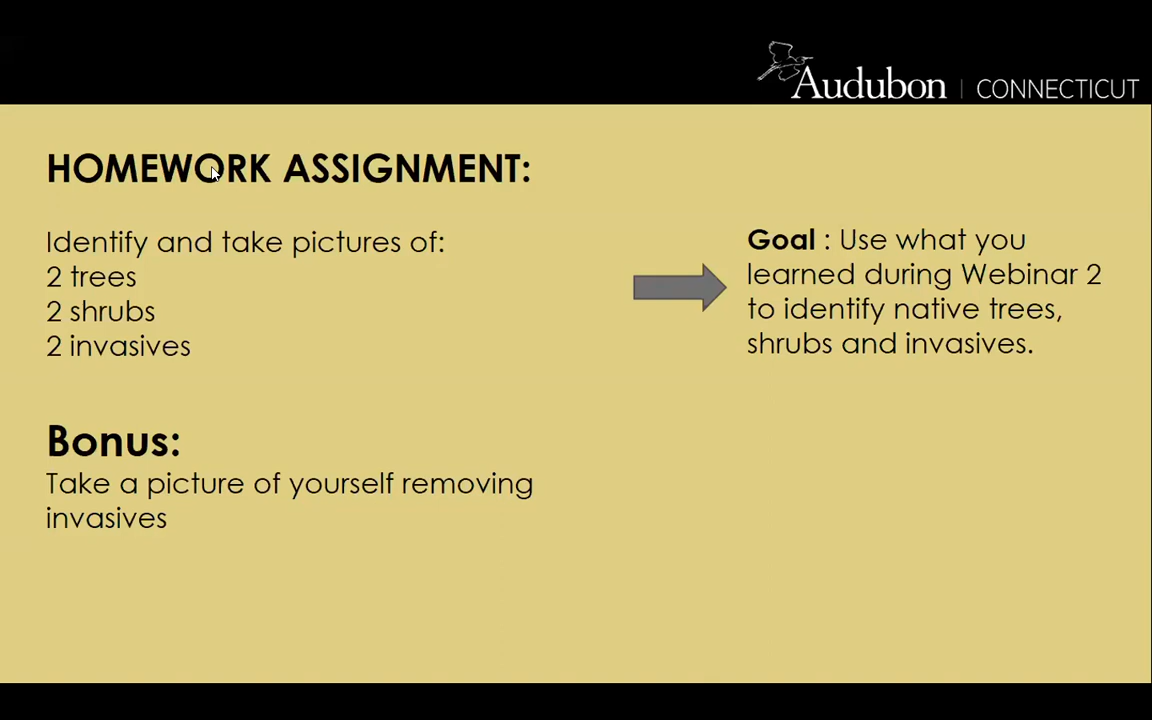 Audubon | CONNECTICUT
HOMEWORK ASSIGNMENT:
Identify and take pictures of:
2 trees
2 shrubs
2 invasives
Goal : Use what you
learned during Webinar 2
to identify native trees,
shrubs and invasives.
Bonus:
Take a picture of yourself removing
invasives